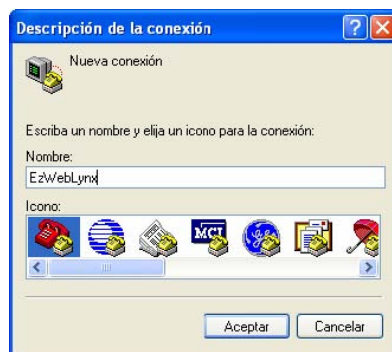 Descripción de la conexión
Nueva conexión
Escriba un nombre y elija un icono para la conexión:
Nombre:
EzWebLynx
Icono:
MCI
Aceptar
Cancelar